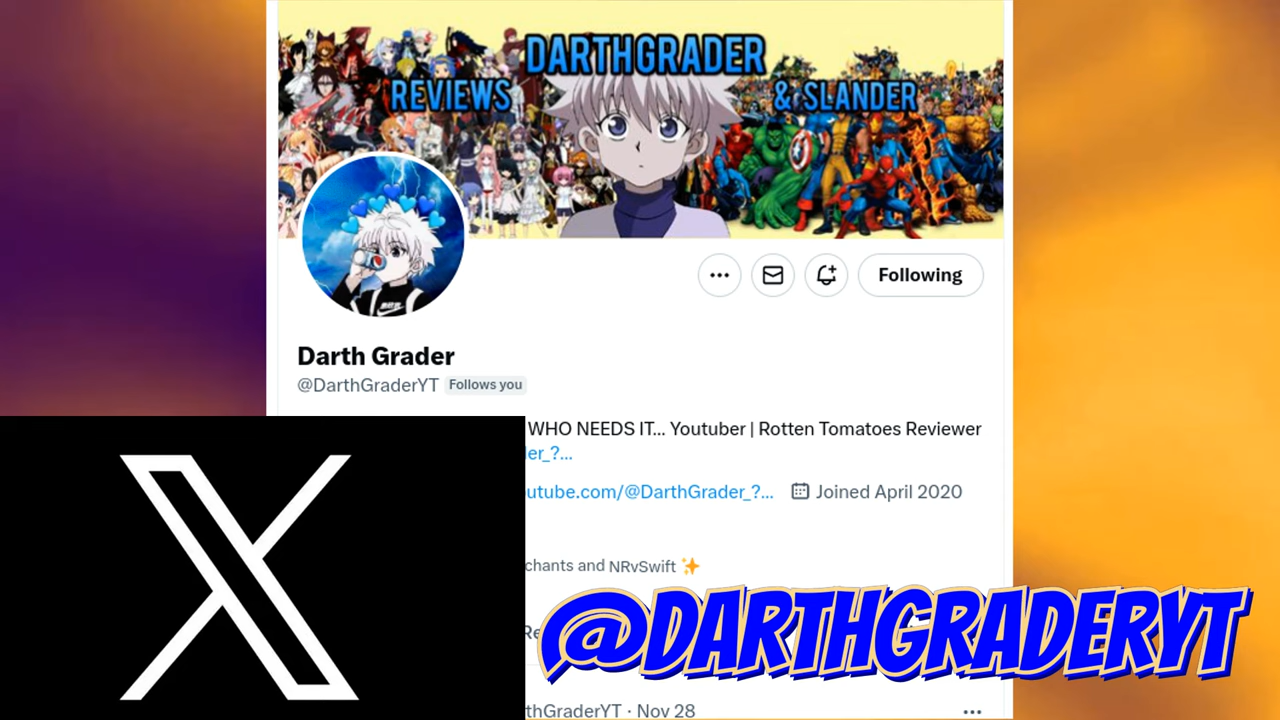 DARTHGRADER
REVIEWS & SLANDER
Following
Darth Grader
@DarthGraderYT Follows you
WHO NEEDS IT... Youtuber | Rotten Tomatoes Reviewer
er_?...
utube.com/@DarthGrader_?... Joined April 2020
chants and NRvSwift ✨
@DARTHGRADERYT
thGraderYT · Nov 28